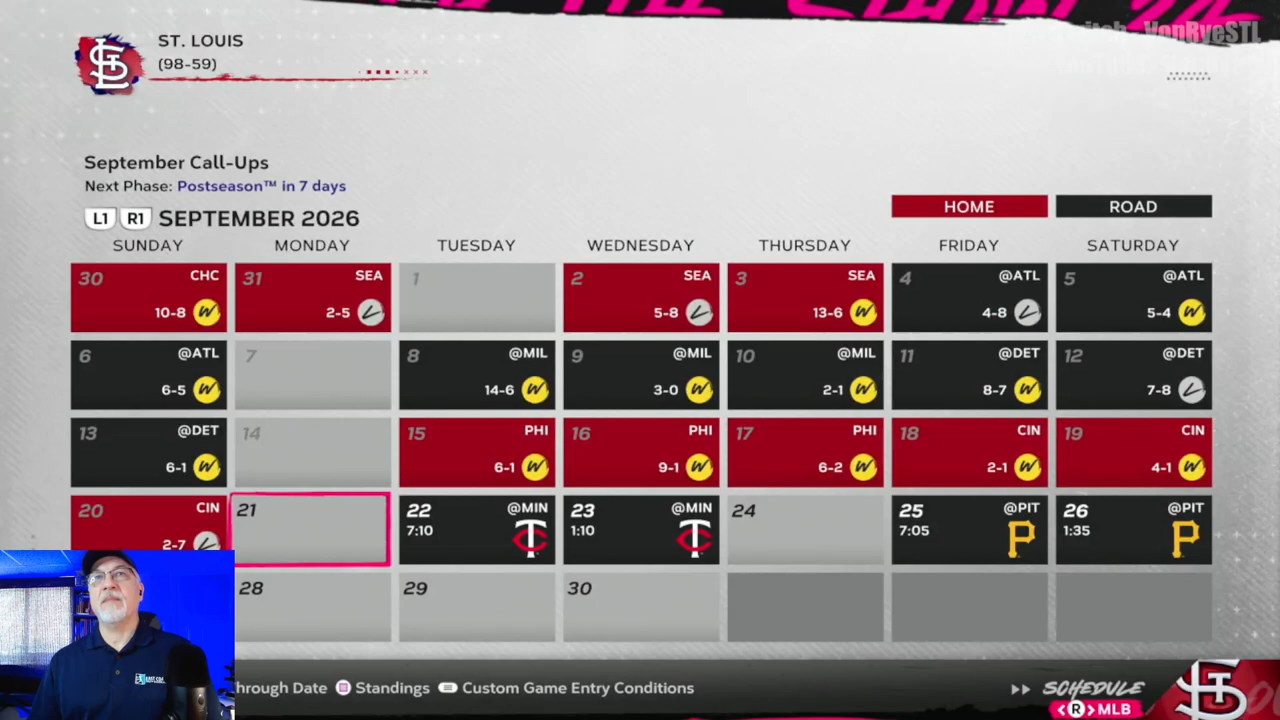 ST. LOUIS
(98-59)
VonRyeSTL
September Call-Ups
Next Phase: Postseason™ in 7 days
L1 R1 SEPTEMBER 2026
HOME ROAD
SUNDAY MONDAY TUESDAY WEDNESDAY THURSDAY FRIDAY SATURDAY
30 CHC 31 SEA 1 2 SEA 3 SEA 4 @ATL 5 @ATL
10-8 W 2-5 L 5-8 L 13-6 W 4-8 L 5-4 W
6 @ATL 7 8 @MIL 9 @MIL 10 @MIL 11 @DET 12 @DET
6-5 W 14-6 W 3-0 W 2-1 W 8-7 W 7-8 L
13 @DET 14 15 PHI 16 PHI 17 PHI 18 CIN 19 CIN
6-1 W 6-1 W 9-1 W 6-2 W 2-1 W 4-1 W
20 CIN 21 22 @MIN 23 @MIN 24 25 @PIT 26 @PIT
7:10 1:10 7:05 1:35
2-7 L
28 29 30
hrough Date Standings Custom Game Entry Conditions
SCHEDULE
R MLB